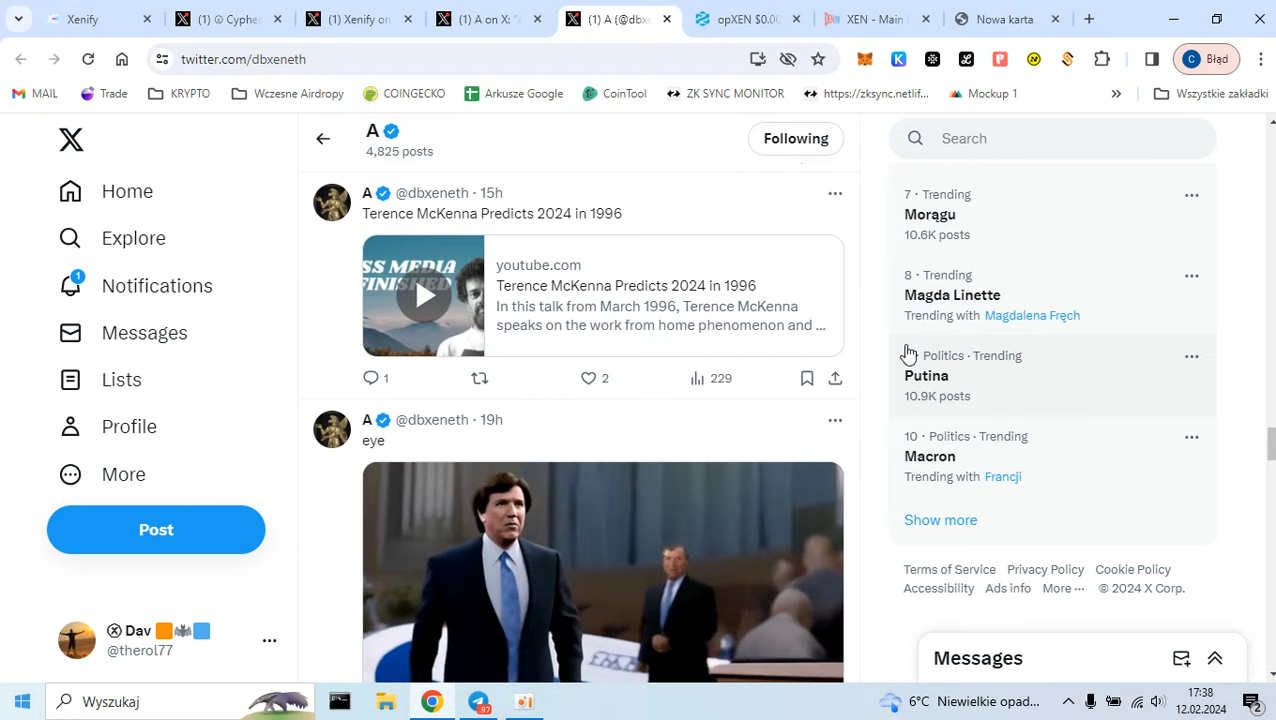 (1) ⊙ Cyphe
(1) Xenify on
(1) A on X: "A
(1) A (@dbxe
opXEN $0.00
XEN - Main
Nowa karta
twitter.com/dbxeneth
C Błąd
MAIL
Trade
KRYPTO
Wczesne Airdropy
COINGECKO
Arkusze Google
CoinTool
ZK SYNC MONITOR
https://zksync.netlif...
Mockup 1
Wszystkie zakładki
A
4,825 posts
Following
Search
Home
Explore
1
Notifications
Messages
Lists
Profile
More
Post
Dav
@therol77
A @dbxeneth · 15h
Terence McKenna Predicts 2024 in 1996
SS MEDIA
FINISHED
youtube.com
Terence McKenna Predicts 2024 in 1996
In this talk from March 1996, Terence McKenna
speaks on the work from home phenomenon and ...
1
2
229
A @dbxeneth · 19h
eye
7 · Trending
Morągu
10.6K posts
8 · Trending
Magda Linette
Trending with Magdalena Fręch
Politics · Trending
Putina
10.9K posts
10 · Politics · Trending
Macron
Trending with Francji
Show more
Terms of Service Privacy Policy Cookie Policy
Accessibility Ads info More ··· © 2024 X Corp.
Messages
Wyszukaj
97
6°C Niewielkie opad...
17:38
12.02.2024
2